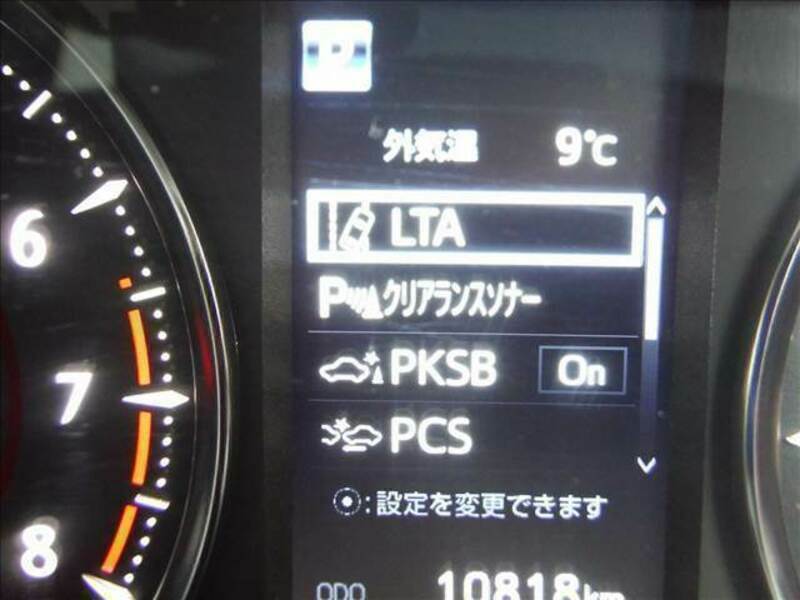 P
外気温 9℃
LTA
6
P クリアランスソナー
PKSB On
7
PCS
:設定を変更できます
8
ODO 10818km